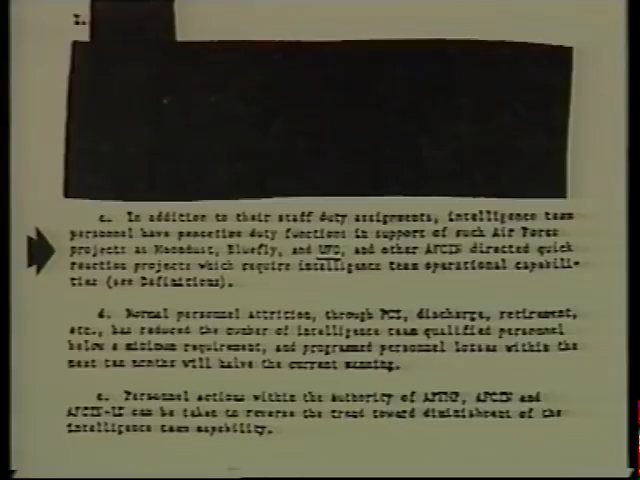 c. In addition to their staff duty assignments, intelligence team
personnel have peacetime duty functions in support of such Air Force
projects as Moondust, Bluefly, and UFO, and other AFCIN directed quick
reaction projects which require intelligence team operational capabili-
ties (see Definitions).
d. Normal personnel attrition, through PCS, discharge, retirement,
etc., has reduced the number of intelligence team qualified personnel
below a minimum requirement, and programed personnel losses within the
next ten months will halve the current manning.
e. Personnel actions within the authority of AFCIN and
can be taken to reverse the trend toward diminishment of the
intelligence team capability.